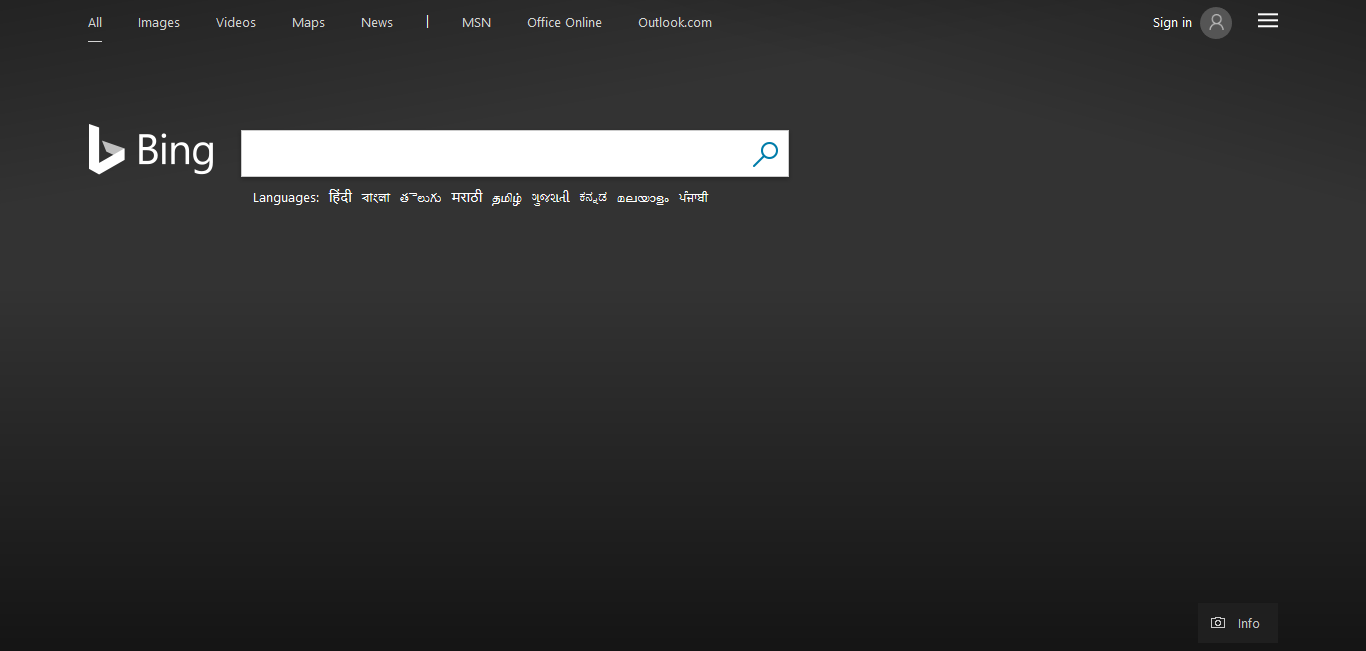 All Images Videos Maps News | MSN Office Online Outlook.com Sign in
Bing
Languages: हिंदी বাংলা తెలుగు मराठी தமிழ் ગુજરાતી ಕನ್ನಡ മലയാളം ਪੰਜਾਬੀ
Info